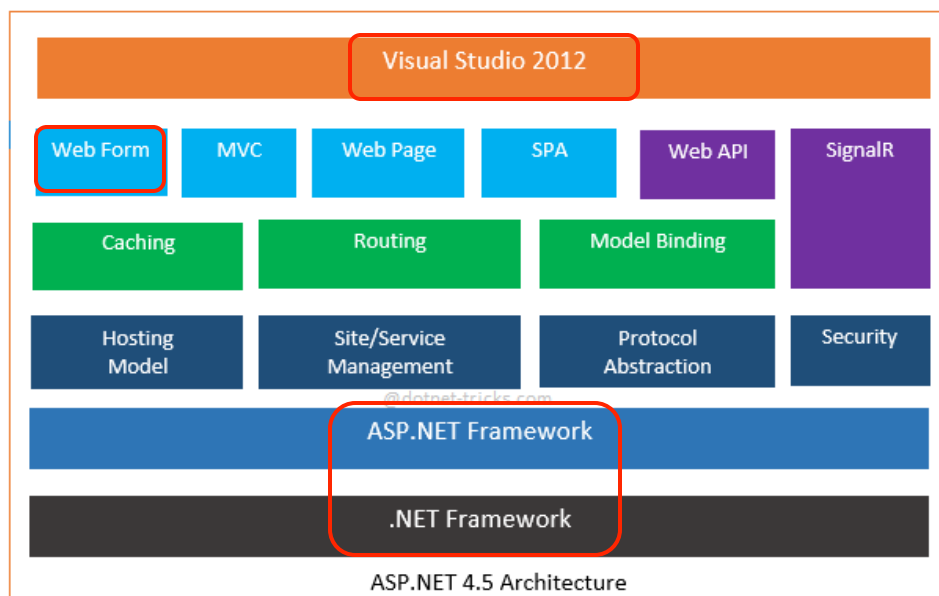 Visual Studio 2012
Web Form
MVC
Web Page
SPA
Web API
SignalR
Caching
Routing
Model Binding
Hosting
Model
Site/Service
Management
Protocol
Abstraction
Security
@dotnet-tricks.com
ASP.NET Framework
.NET Framework
ASP.NET 4.5 Architecture